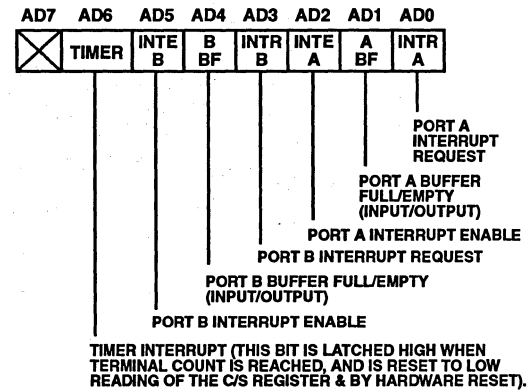 AD7 AD6 AD5 AD4 AD3 AD2 AD1 AD0
TIMER
INTE
B
B
BF
INTR
B
INTE
A
A
BF
INTR
A
PORT A
INTERRUPT
REQUEST
PORT A BUFFER
FULL/EMPTY
(INPUT/OUTPUT)
PORT A INTERRUPT ENABLE
PORT B INTERRUPT REQUEST
PORT B BUFFER FULL/EMPTY
(INPUT/OUTPUT)
PORT B INTERRUPT ENABLE
TIMER INTERRUPT (THIS BIT IS LATCHED HIGH WHEN
TERMINAL COUNT IS REACHED, AND IS RESET TO LOW
READING OF THE C/S REGISTER & BY HARDWARE RESET).